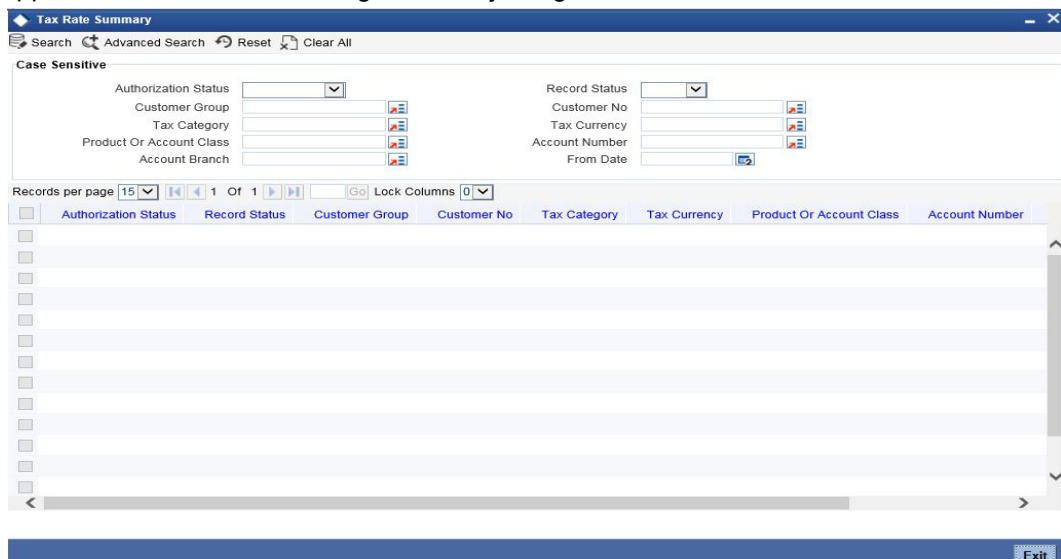 Tax Rate Summary
Search Advanced Search Reset Clear All
Case Sensitive
Authorization Status Record Status
Customer Group Customer No
Tax Category Tax Currency
Product Or Account Class Account Number
Account Branch From Date
Records per page 15 1 Of 1 Go Lock Columns 0
Authorization Status Record Status Customer Group Customer No Tax Category Tax Currency Product Or Account Class Account Number
Exit